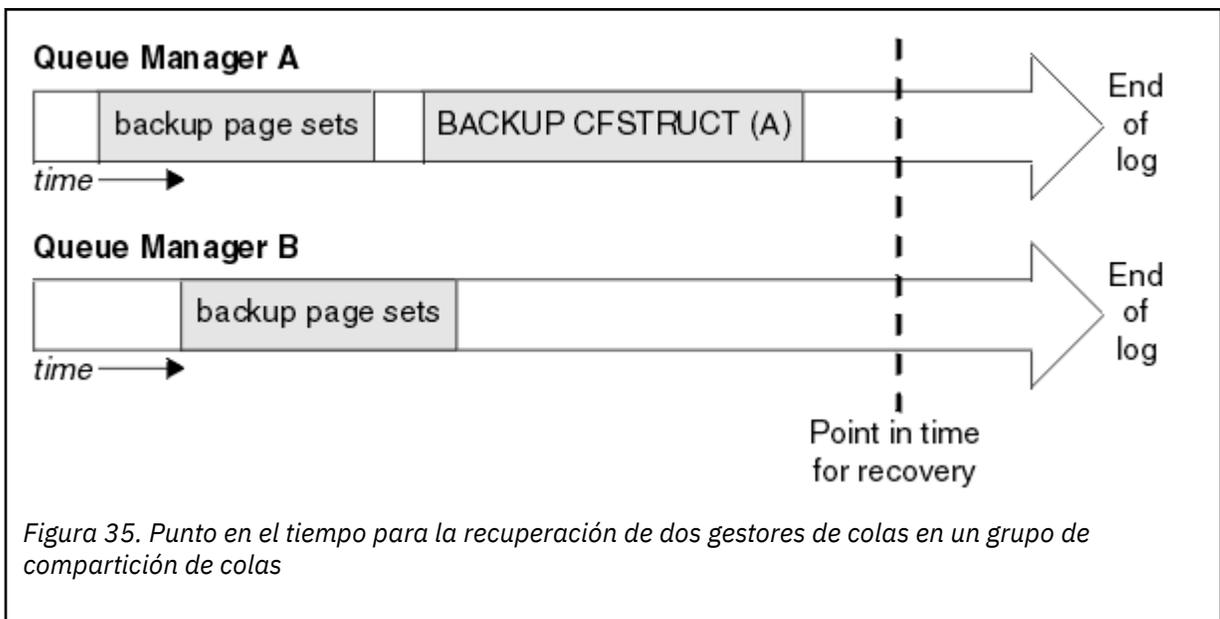 Queue Manager A
backup page sets
BACKUP CFSTRUCT (A)
End
of
log
time
Queue Manager B
backup page sets
End
of
log
time
Point in time
for recovery
Figura 35. Punto en el tiempo para la recuperación de dos gestores de colas en un grupo de
compartición de colas